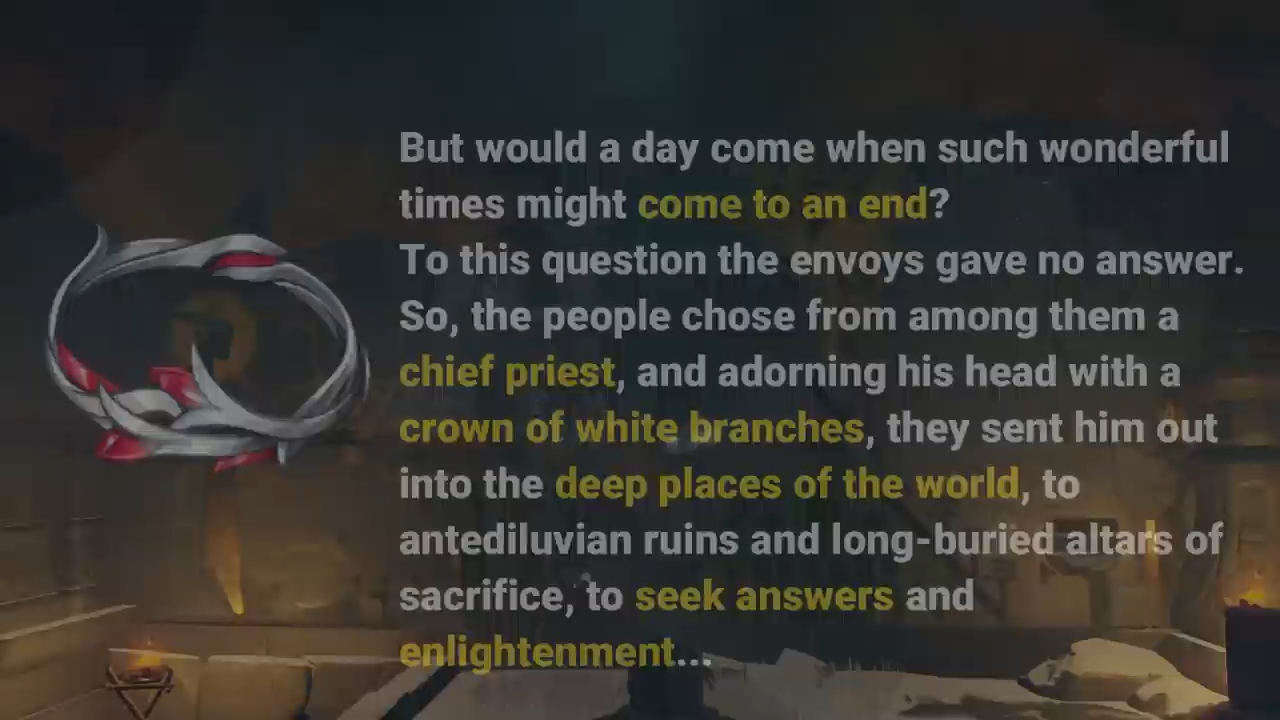 But would a day come when such wonderful
times might come to an end?
To this question the envoys gave no answer.
So, the people chose from among them a
chief priest, and adorning his head with a
crown of white branches, they sent him out
into the deep places of the world, to
antediluvian ruins and long-buried altars of
sacrifice, to seek answers and
enlightenment...